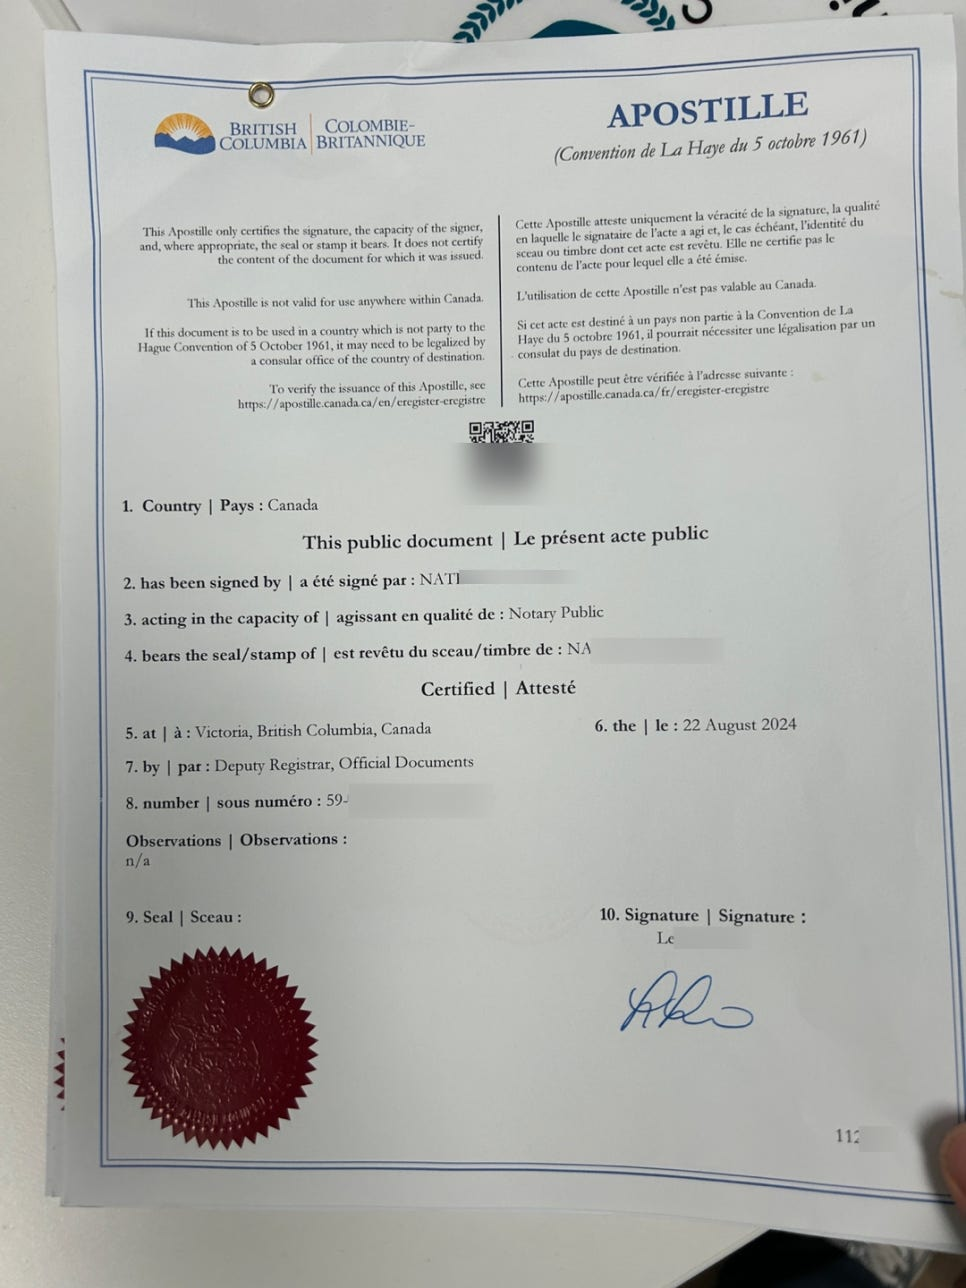 BRITISH COLUMBIA
COLOMBIE-BRITANNIQUE
APOSTILLE
(Convention de La Haye du 5 octobre 1961)
This Apostille only certifies the signature, the capacity of the signer,
and, where appropriate, the seal or stamp it bears. It does not certify
the content of the document for which it was issued.
This Apostille is not valid for use anywhere within Canada.
If this document is to be used in a country which is not party to the
Hague Convention of 5 October 1961, it may need to be legalized by
a consular office of the country of destination.
To verify the issuance of this Apostille, see
https://apostille.canada.ca/en/eregister-eregistre
Cette Apostille atteste uniquement la véracité de la signature, la qualité
en laquelle le signataire de l'acte a agi et, le cas échéant, l'identité du
sceau ou timbre dont cet acte est revêtu. Elle ne certifie pas le
contenu de l'acte pour lequel elle a été émise.
L'utilisation de cette Apostille n'est pas valable au Canada.
Si cet acte est destiné à un pays non partie à la Convention de La
Haye du 5 octobre 1961, il pourrait nécessiter une légalisation par un
consulat du pays de destination.
Cette Apostille peut être vérifiée à l'adresse suivante :
https://apostille.canada.ca/fr/eregister-eregistre
1. Country | Pays : Canada
This public document | Le présent acte public
2. has been signed by | a été signé par : NAT
3. acting in the capacity of | agissant en qualité de : Notary Public
4. bears the seal/stamp of | est revêtu du sceau/timbre de : NA
Certified | Attesté
5. at | à : Victoria, British Columbia, Canada
6. the | le : 22 August 2024
7. by | par : Deputy Registrar, Official Documents
8. number | sous numéro : 59-
Observations | Observations :
n/a
9. Seal | Sceau :
10. Signature | Signature :
Le
112